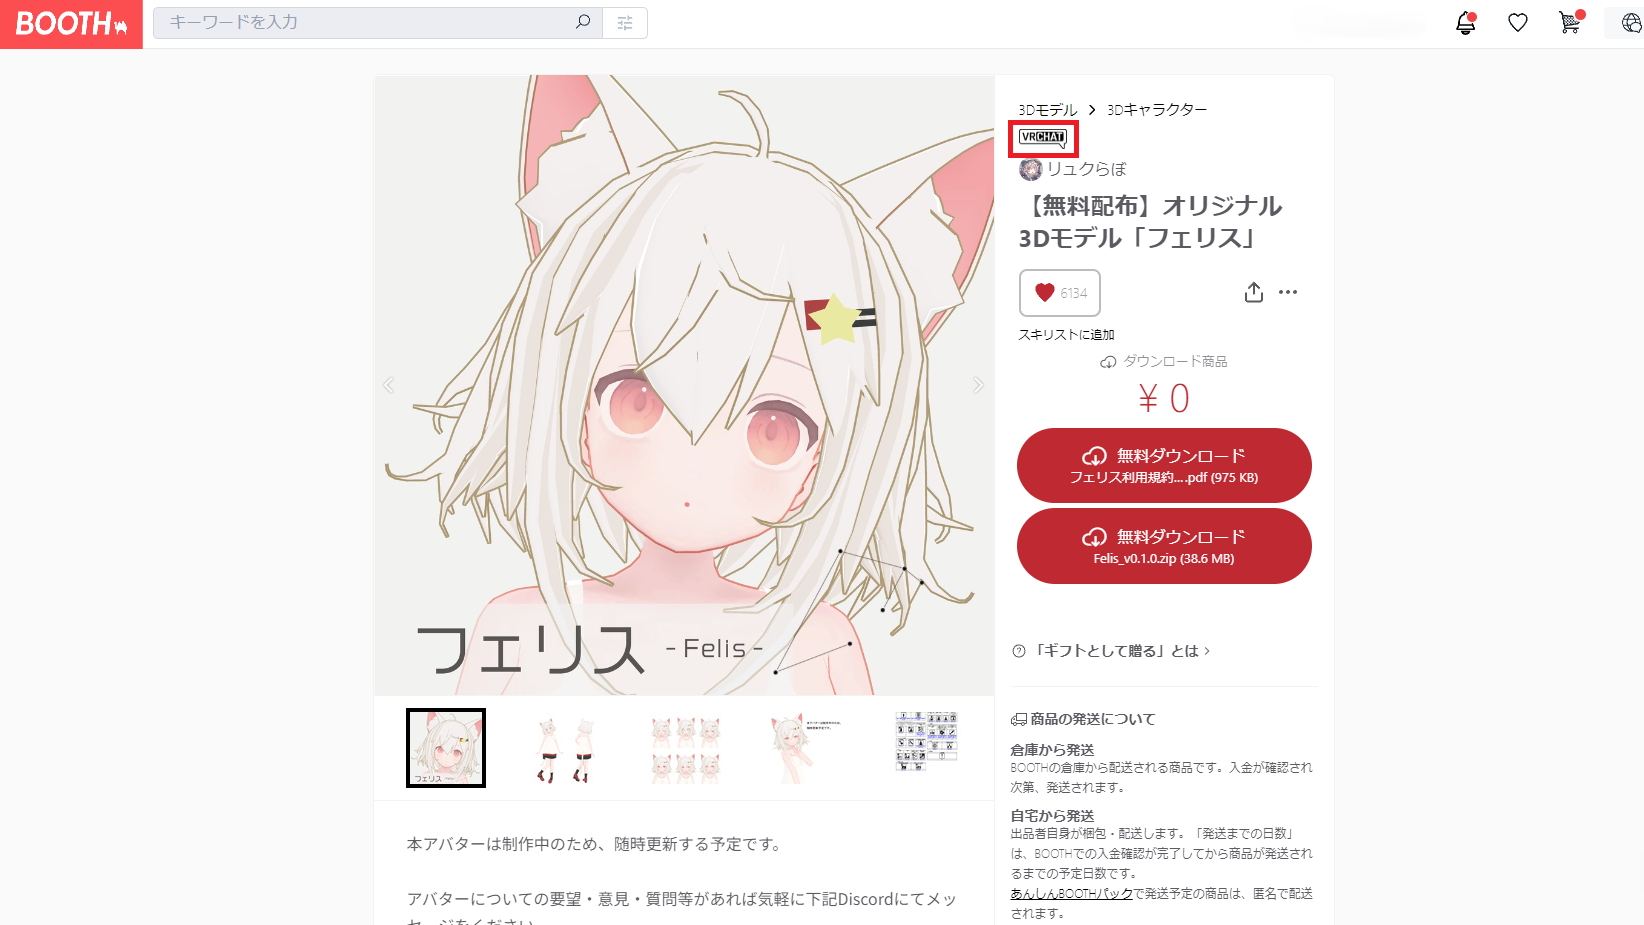 BOOTH
キーワードを入力
3Dモデル
3Dキャラクター
VRCHAT
リュクらぼ
【無料配布】オリジナル
3Dモデル「フェリス」
6134
スキリストに追加
ダウンロード商品
¥ 0
無料ダウンロード
フェリス利用規約....pdf (975 KB)
無料ダウンロード
Felis_v0.1.0.zip (38.6 MB)
「ギフトとして贈る」とは
商品の発送について
倉庫から発送
BOOTHの倉庫から配送される商品です。入金が確認され
次第、発送されます。
自宅から発送
出品者自身が梱包・配送します。「発送までの日数」
は、BOOTHでの入金確認が完了してから商品が発送され
るまでの予定日数です。
あんしんBOOTHパックで発送予定の商品は、匿名で配送
されます。
フェリス - Felis -
フェリス
本アバターは制作中のため、随時更新する予定です。
アバターについての要望・意見・質問等があれば気軽に下記Discordにてメッ
セージをください